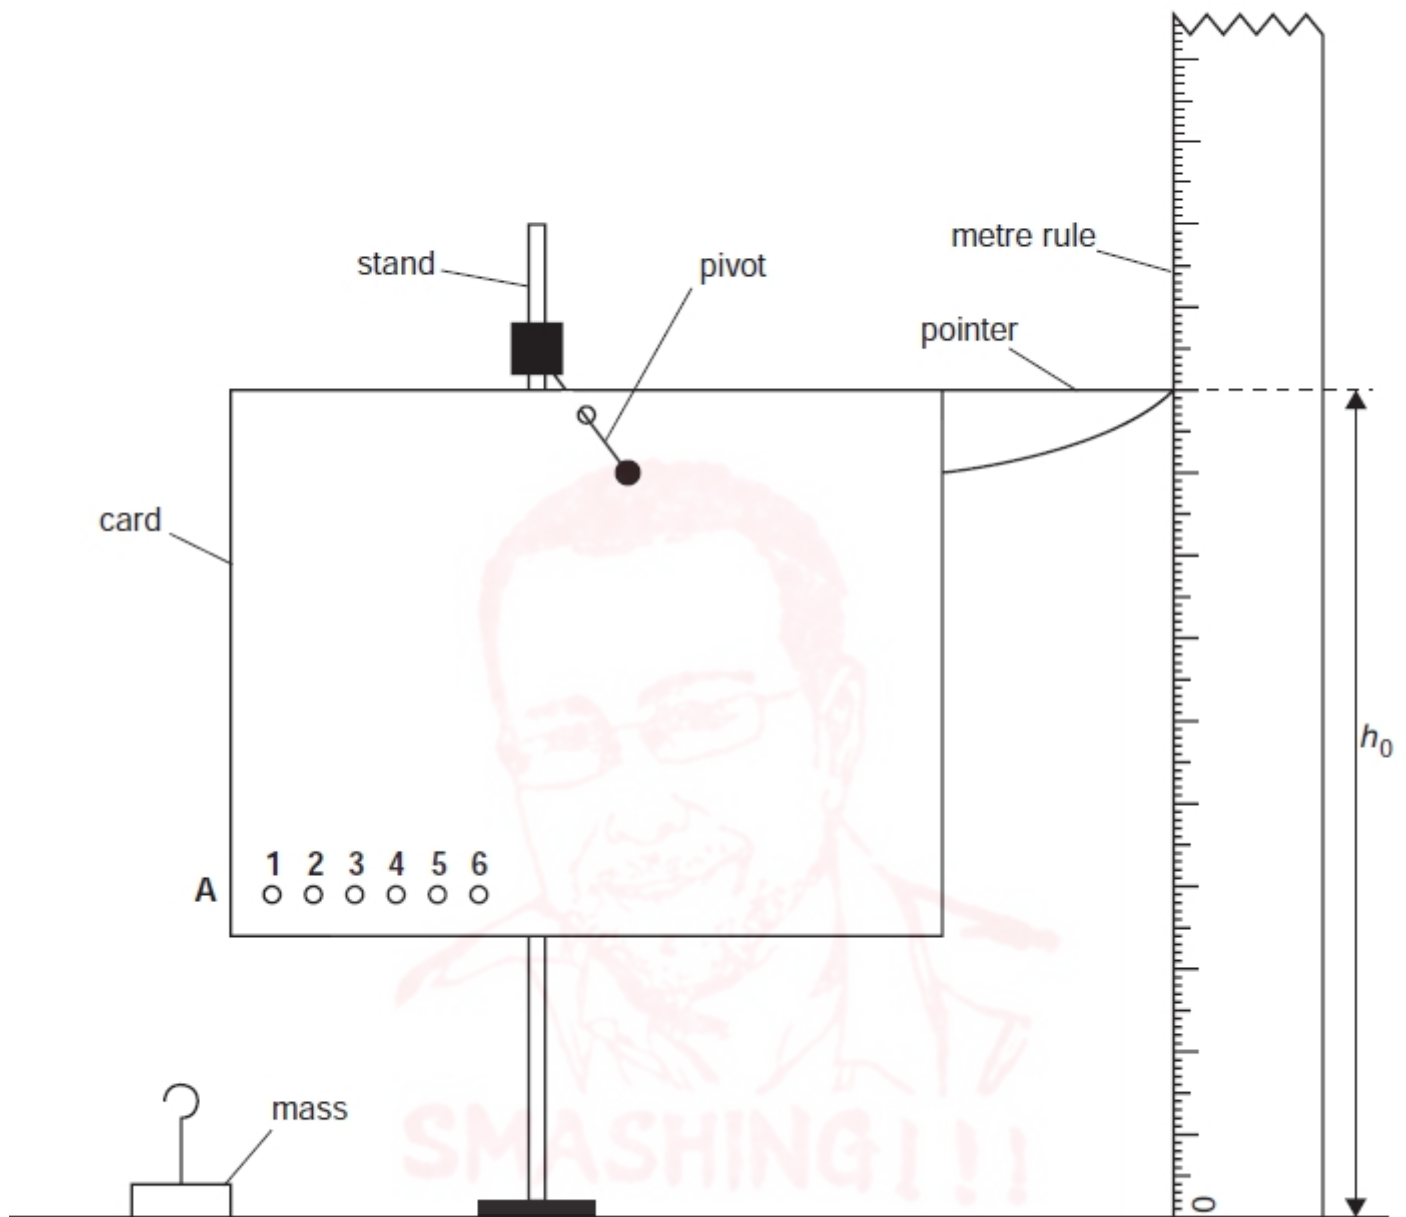 metre rule
stand
pivot
pointer
card
h0
1 2 3 4 5 6
A
mass
SMASHING!!!
0